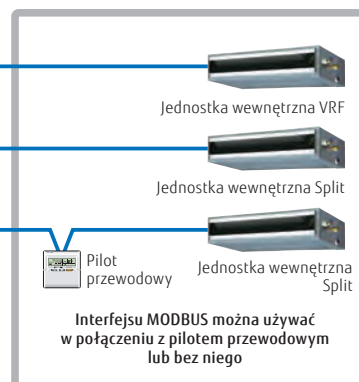 Jednostka wewnętrzna VRF
Jednostka wewnętrzna Split
Pilot
przewodowy
Jednostka wewnętrzna
Split
Interfejsu MODBUS można używać
w połączeniu z pilotem przewodowym
lub bez niego